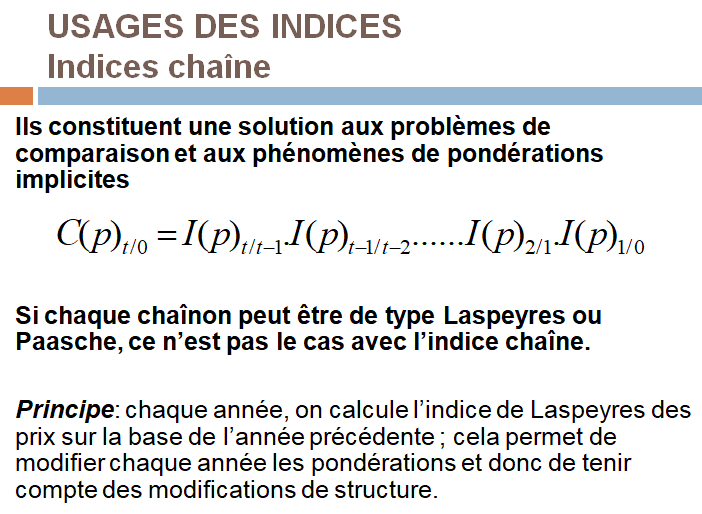 USAGES DES INDICES
Indices chaîne
Ils constituent une solution aux problèmes de
comparaison et aux phénomènes de pondérations
implicites
C(p)t/0 = I(p)t/t−1.I(p)t−1/t−2......I(p)2/1.I(p)1/0
Si chaque chaînon peut être de type Laspeyres ou
Paasche, ce n’est pas le cas avec l’indice chaîne.
Principe: chaque année, on calcule l’indice de Laspeyres des
prix sur la base de l’année précédente ; cela permet de
modifier chaque année les pondérations et donc de tenir
compte des modifications de structure.